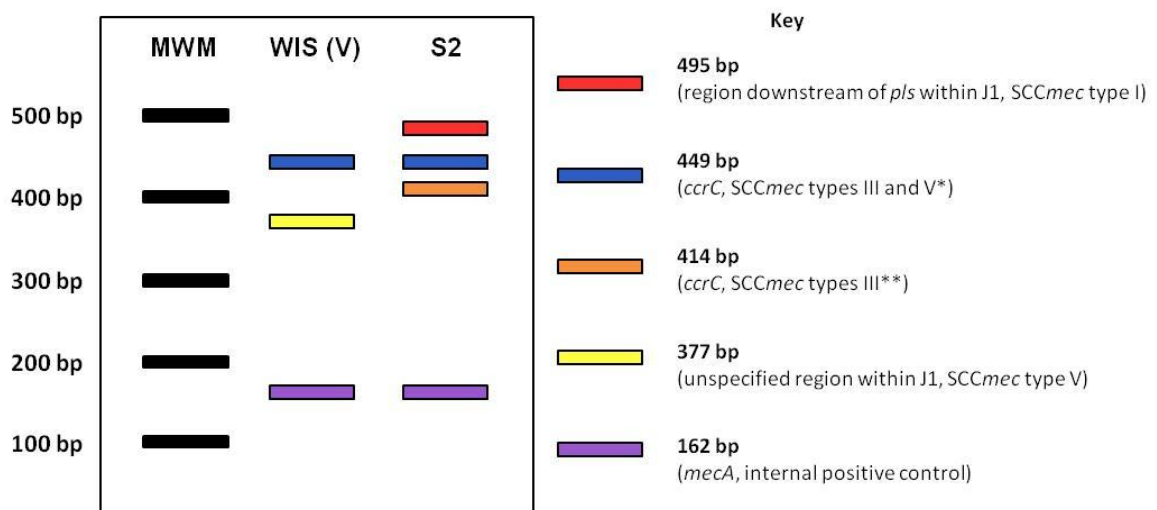 MWM WIS (V) S2
500 bp
400 bp
300 bp
200 bp
100 bp
Key
495 bp
(region downstream of pls within J1, SCCmec type I)
449 bp
(ccrC, SCCmec types III and V*)
414 bp
(ccrC, SCCmec types III**)
377 bp
(unspecified region within J1, SCCmec type V)
162 bp
(mecA, internal positive control)